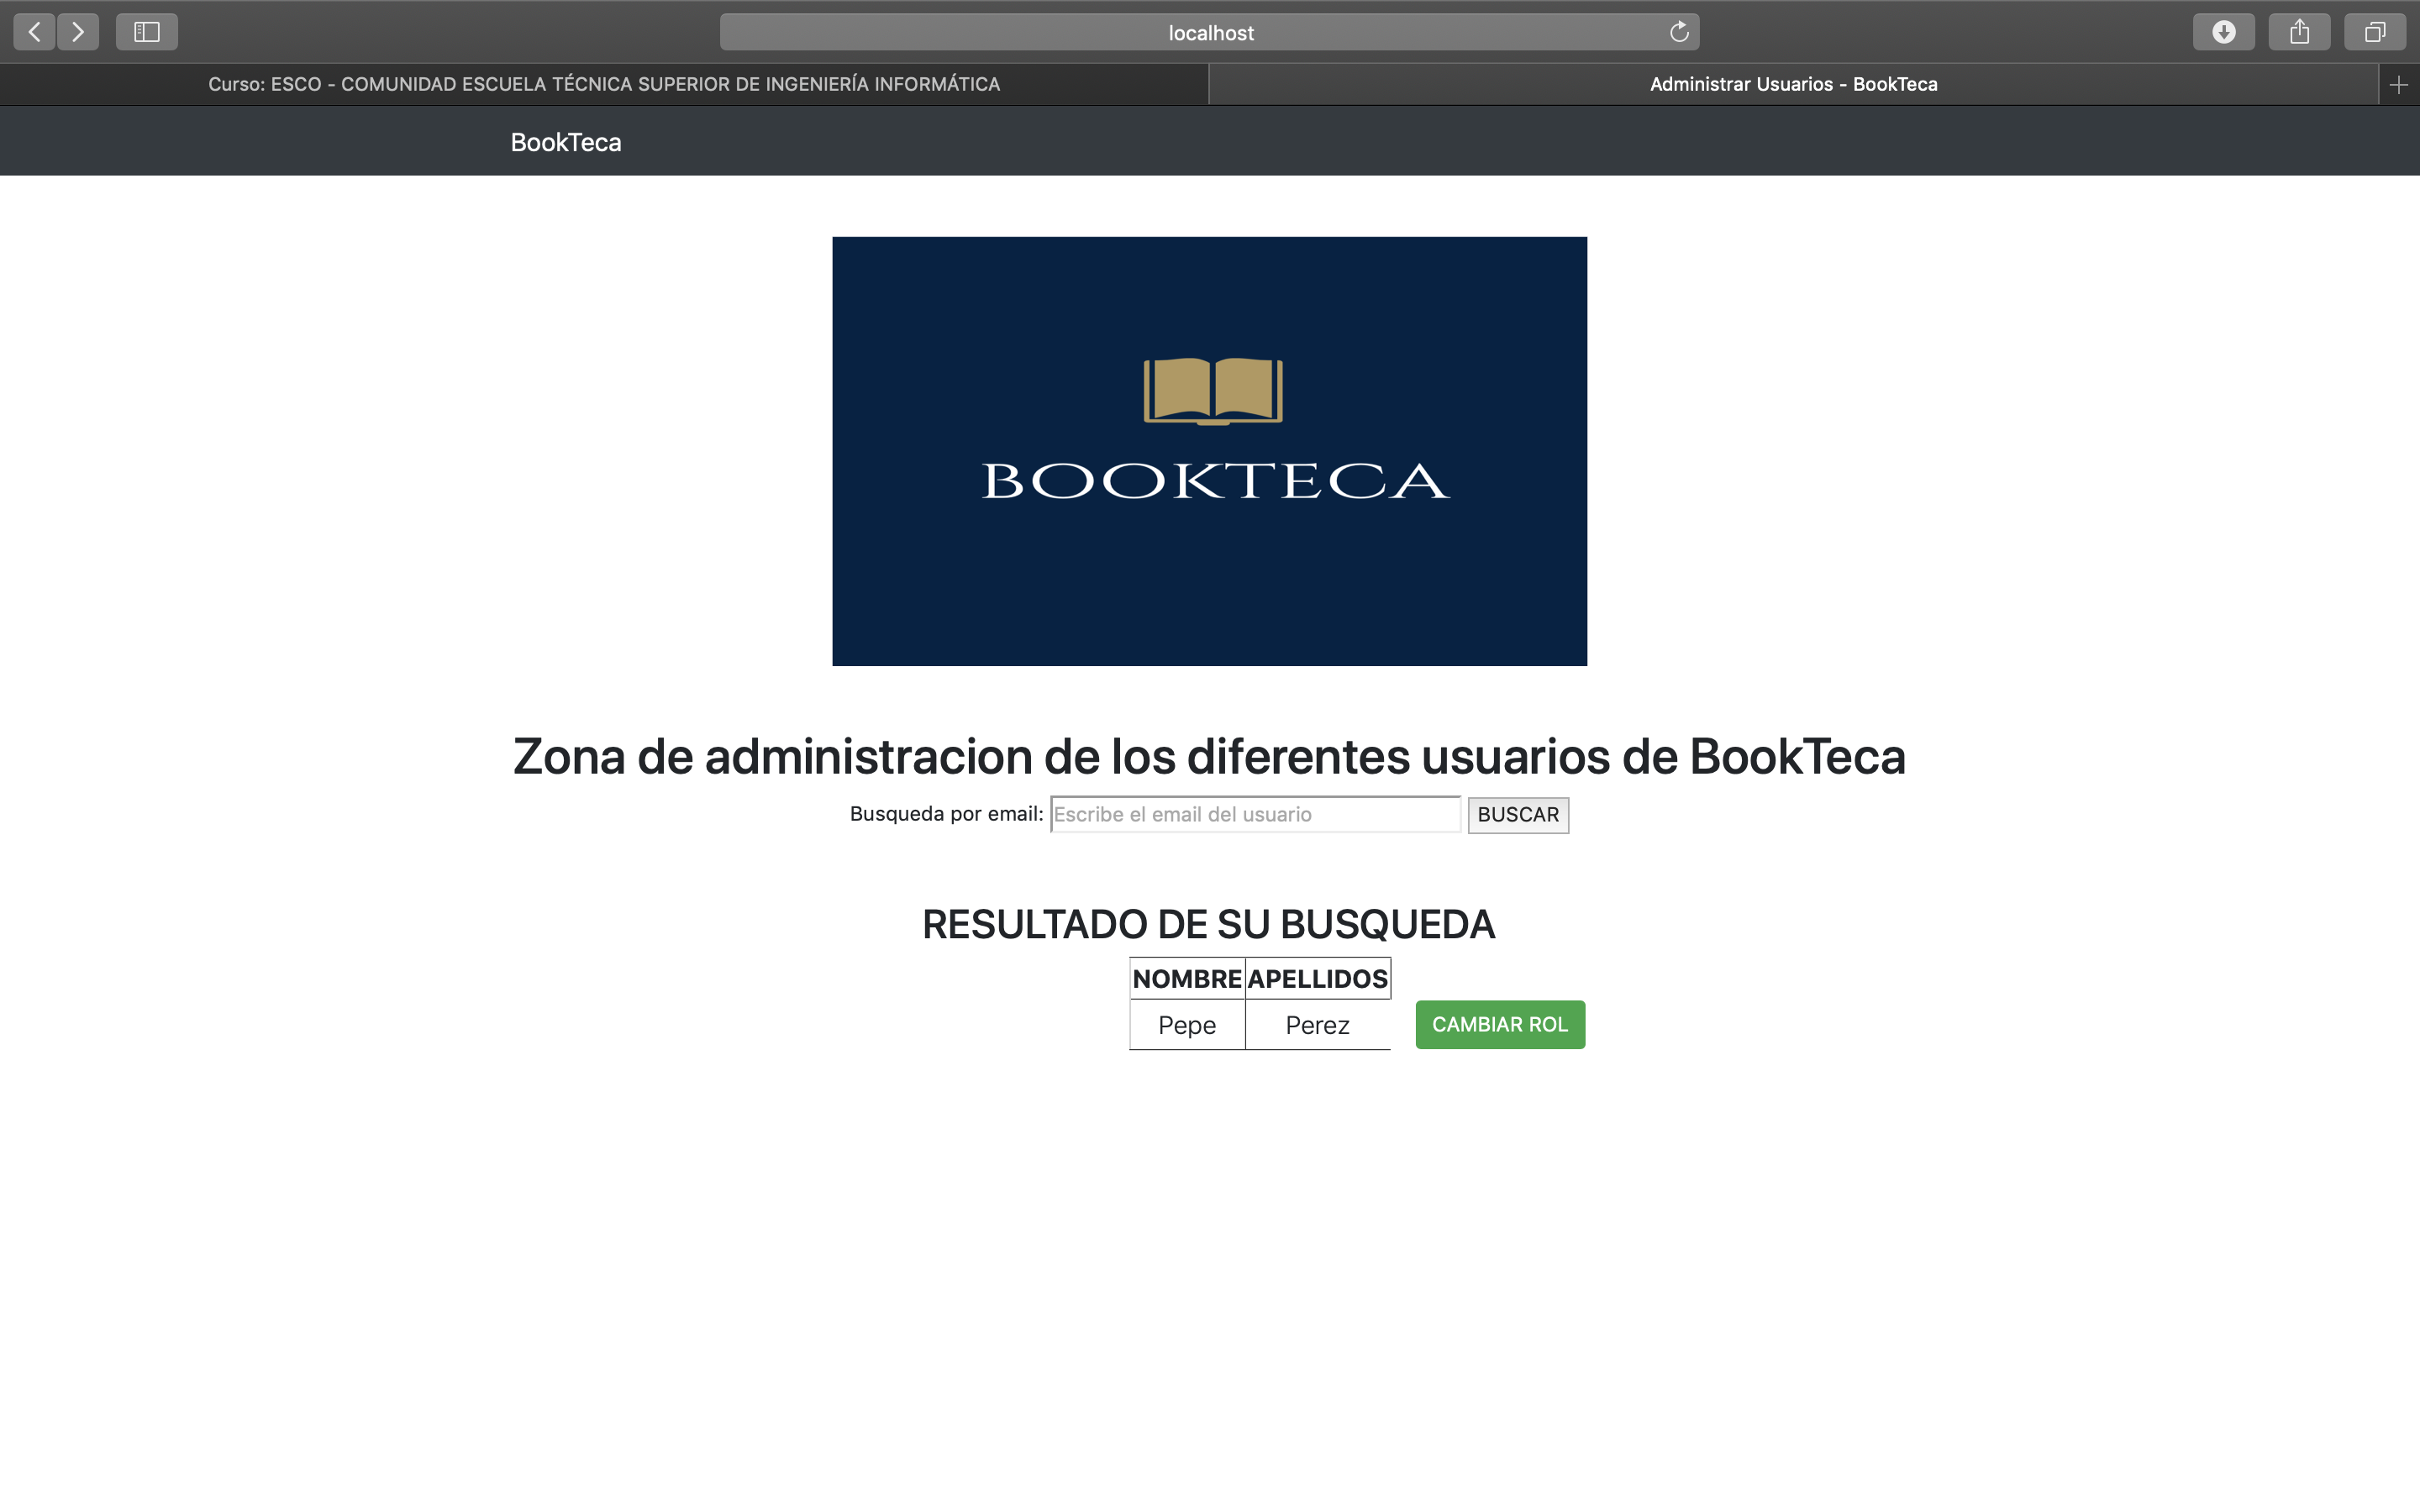 localhost
Curso: ESCO - COMUNIDAD ESCUELA TÉCNICA SUPERIOR DE INGENIERÍA INFORMÁTICA
Administrar Usuarios - BookTeca
BookTeca
BOOKTECA
Zona de administracion de los diferentes usuarios de BookTeca
Busqueda por email: Escribe el email del usuario BUSCAR
RESULTADO DE SU BUSQUEDA
NOMBRE APELLIDOS
Pepe Perez CAMBIAR ROL